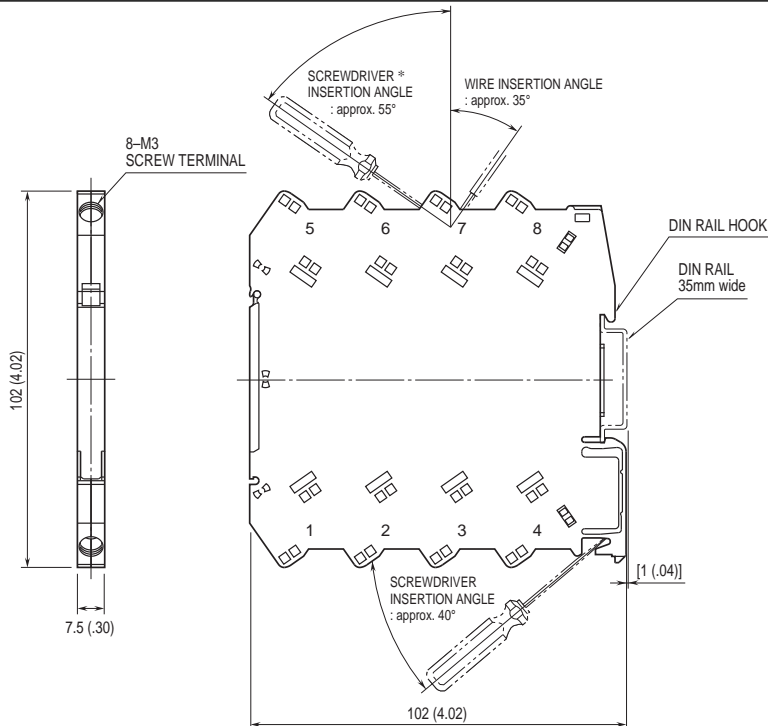 SCREWDRIVER *
INSERTION ANGLE
: approx. 55°
WIRE INSERTION ANGLE
: approx. 35°
8–M3
SCREW TERMINAL
5
6
7
8
DIN RAIL HOOK
DIN RAIL
35mm wide
102 (4.02)
1
2
3
4
SCREWDRIVER
INSERTION ANGLE
: approx. 40°
[1 (.04)]
7.5 (.30)
102 (4.02)